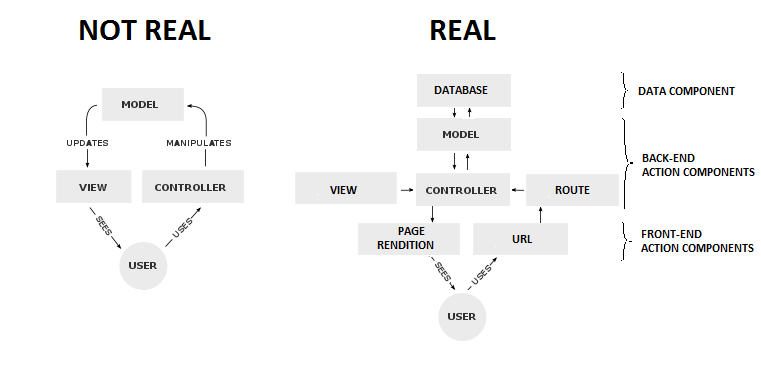 NOT REAL
MODEL
UPDATES
MANIPULATES
VIEW
CONTROLLER
SEES
USES
USER
REAL
DATABASE
DATA COMPONENT
MODEL
BACK-END
ACTION COMPONENTS
VIEW
CONTROLLER
ROUTE
PAGE
RENDITION
URL
FRONT-END
ACTION COMPONENTS
SEES
USES
USER